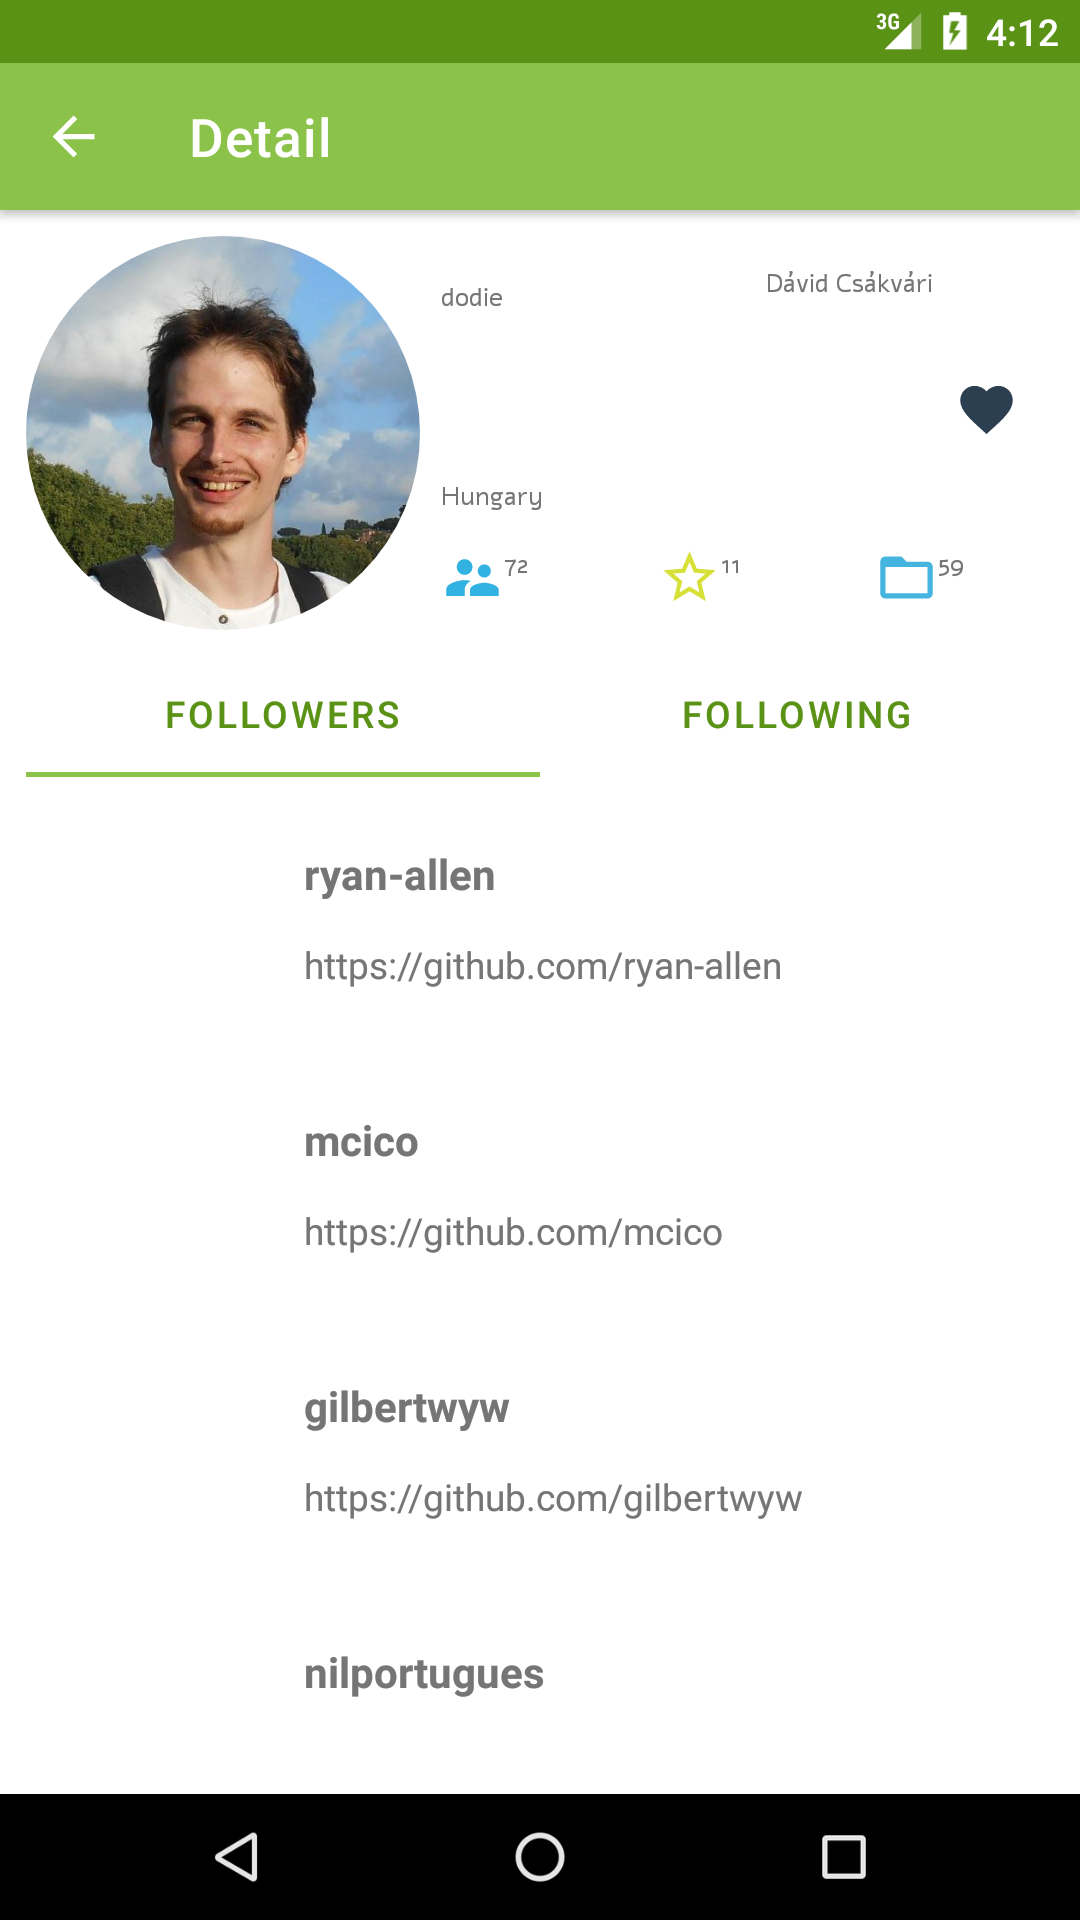 3G 4:12
Detail
dodie
Dávid Csákvári
Hungary
72 11 59
FOLLOWERS FOLLOWING
ryan-allen
https://github.com/ryan-allen
mcico
https://github.com/mcico
gilbertwyw
https://github.com/gilbertwyw
nilportugues